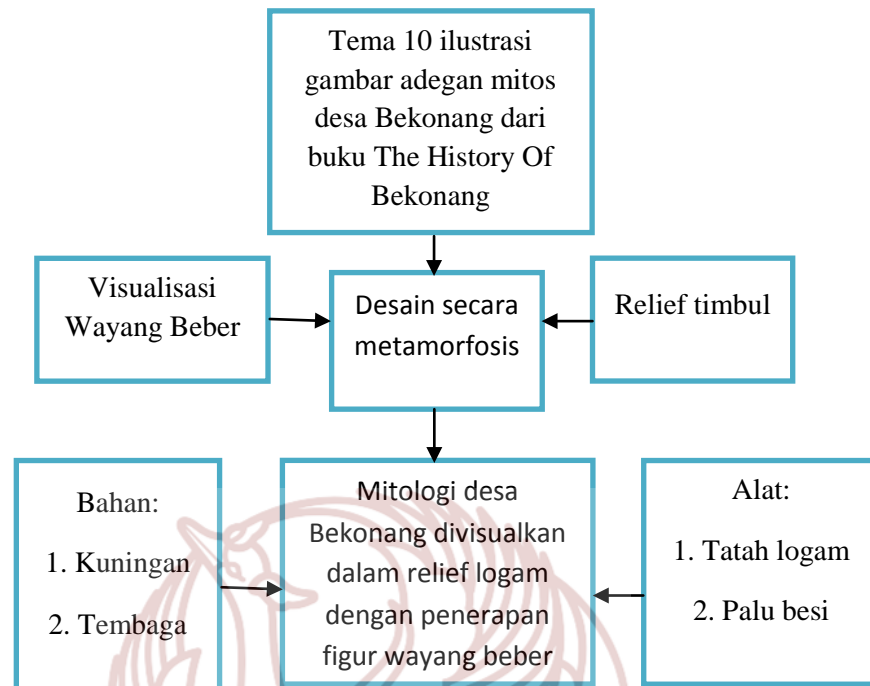 Tema 10 ilustrasi
gambar adegan mitos
desa Bekonang dari
buku The History Of
Bekonang
Visualisasi
Wayang Beber
Desain secara
metamorfosis
Relief timbul
Bahan:
1. Kuningan
2. Tembaga
Mitologi desa
Bekonang divisualkan
dalam relief logam
dengan penerapan
figur wayang beber
Alat:
1. Tatah logam
2. Palu besi